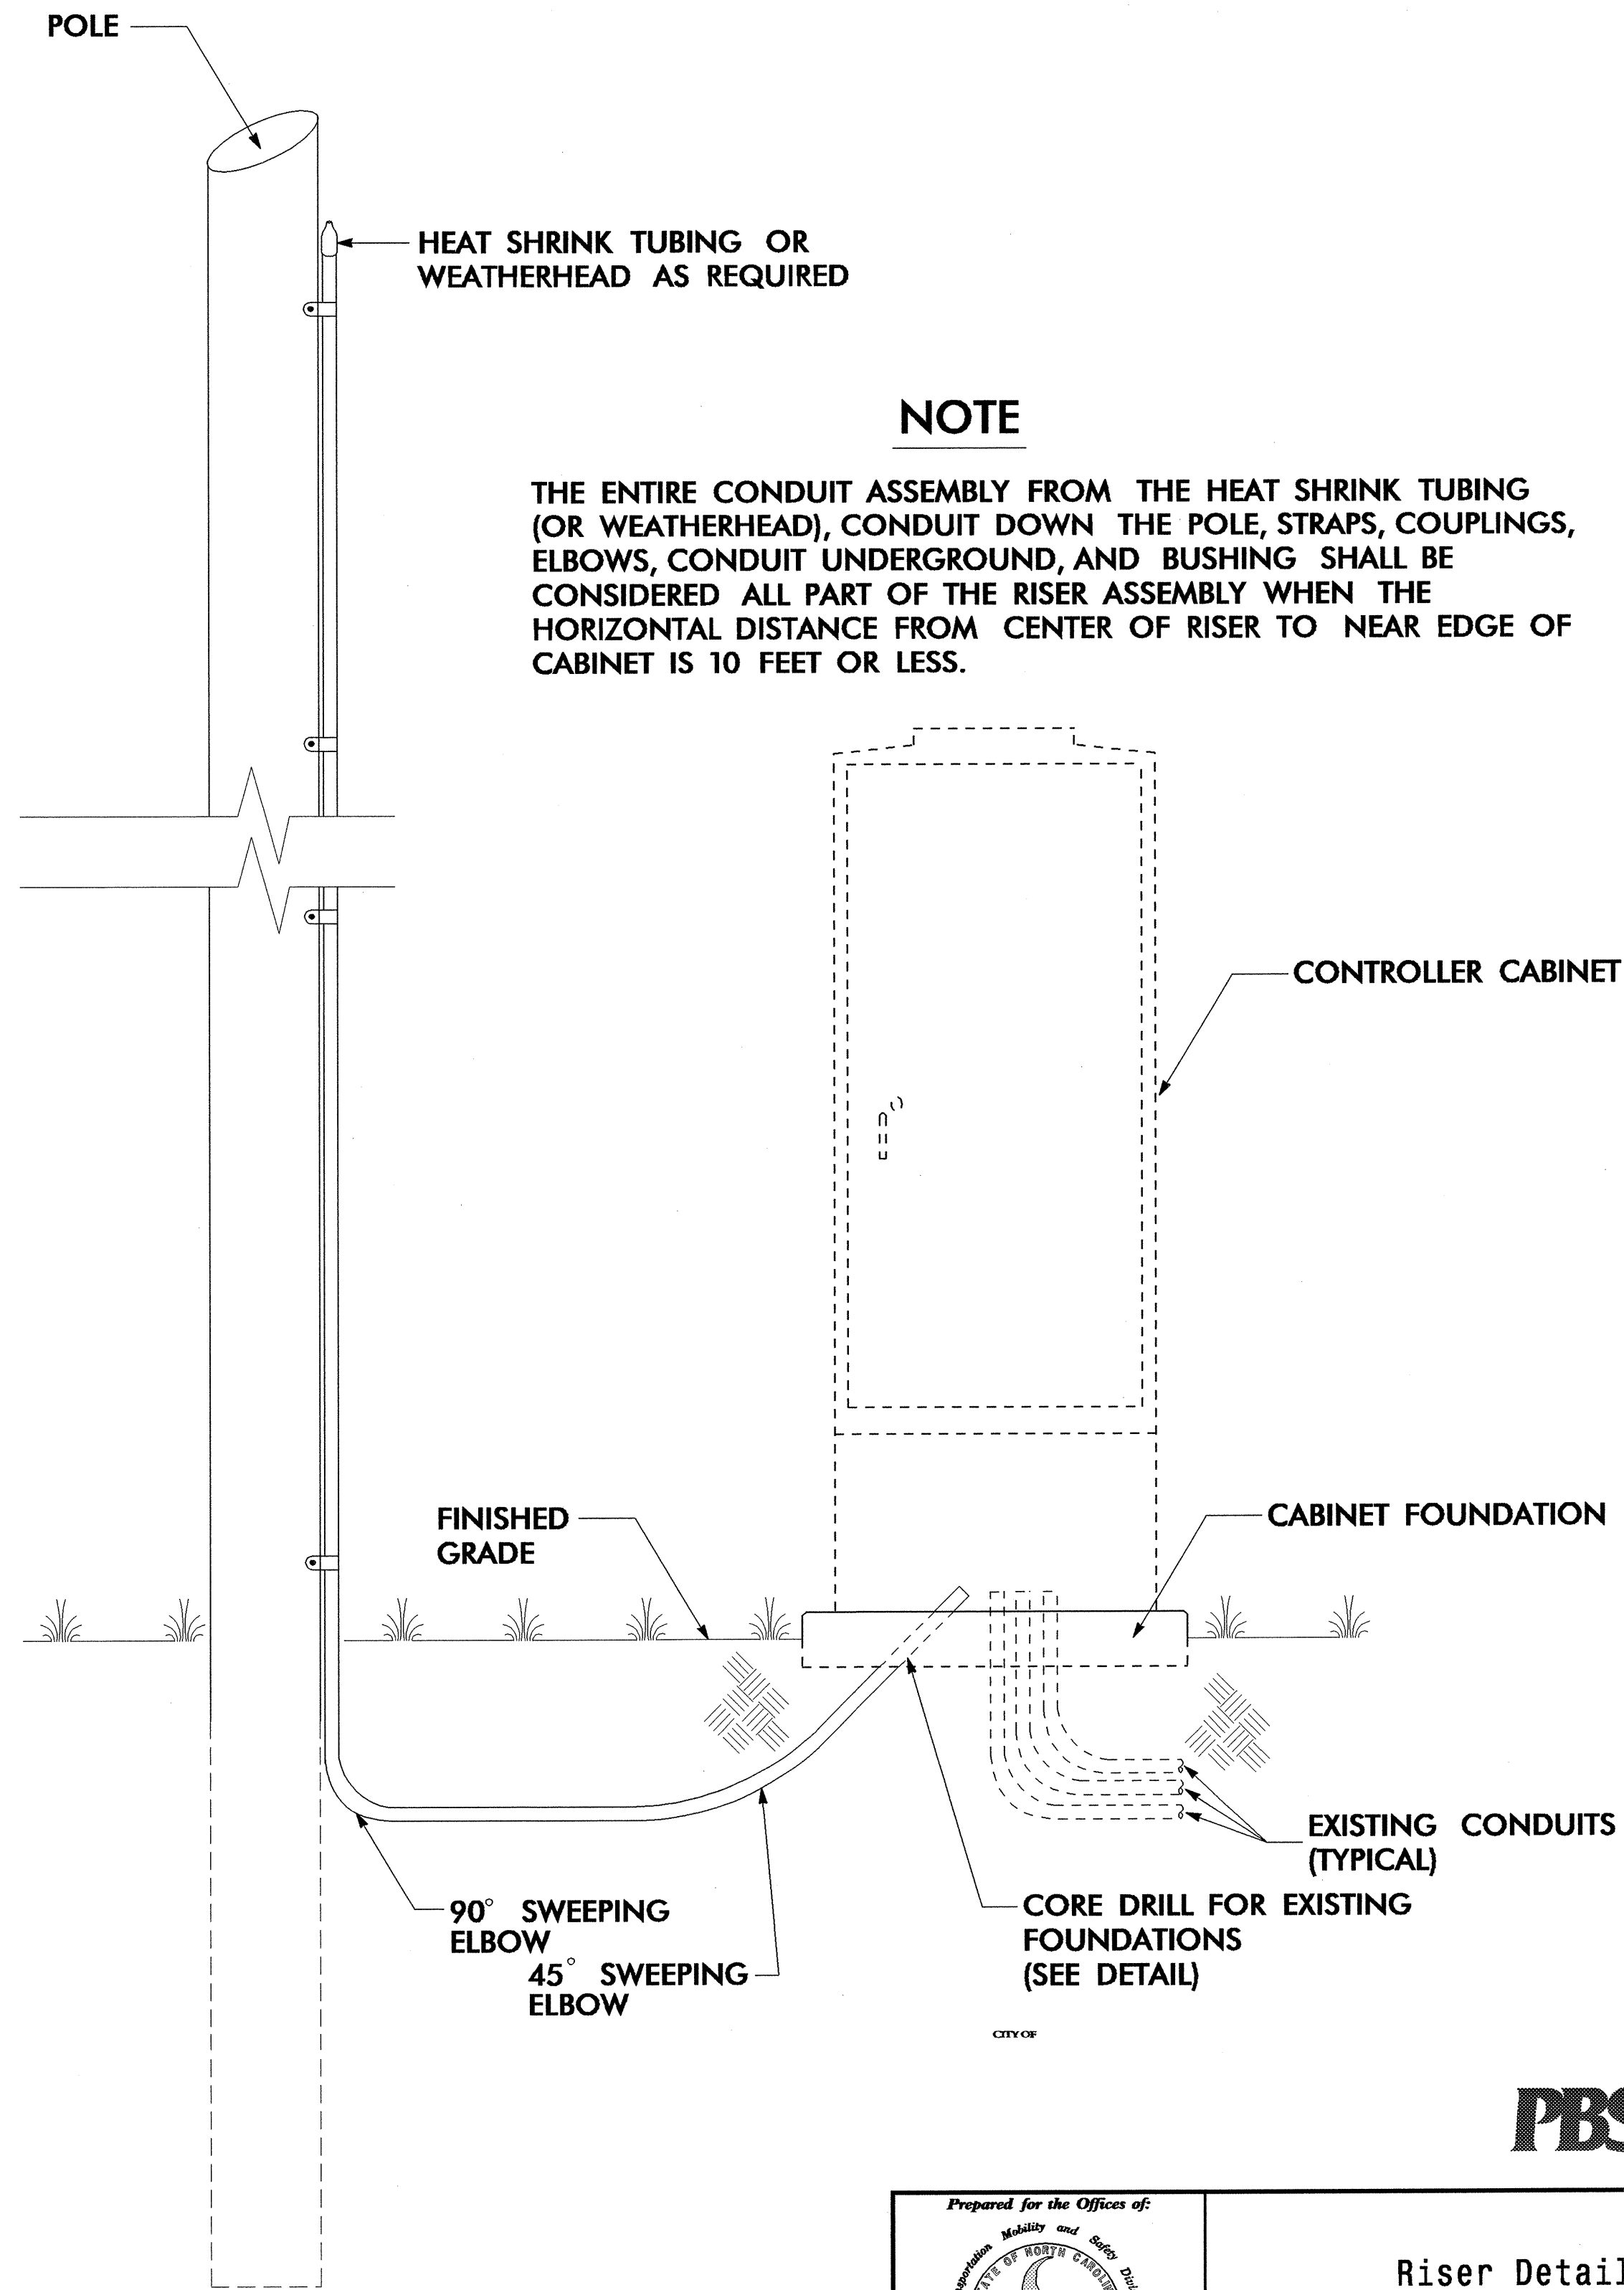 POLE
HEAT SHRINK TUBING OR
WEATHERHEAD AS REQUIRED
NOTE
THE ENTIRE CONDUIT ASSEMBLY FROM THE HEAT SHRINK TUBING
(OR WEATHERHEAD), CONDUIT DOWN THE POLE, STRAPS, COUPLINGS,
ELBOWS, CONDUIT UNDERGROUND, AND BUSHING SHALL BE
CONSIDERED ALL PART OF THE RISER ASSEMBLY WHEN THE
HORIZONTAL DISTANCE FROM CENTER OF RISER TO NEAR EDGE OF
CABINET IS 10 FEET OR LESS.
CONTROLLER CABINET
FINISHED
GRADE
CABINET FOUNDATION
EXISTING CONDUITS
(TYPICAL)
90° SWEEPING
ELBOW
45° SWEEPING
ELBOW
CORE DRILL FOR EXISTING
FOUNDATIONS
(SEE DETAIL)
CITY OF
PBS
Prepared for the Offices of:
Mobility and Safety
OF NORTH
Riser Detail